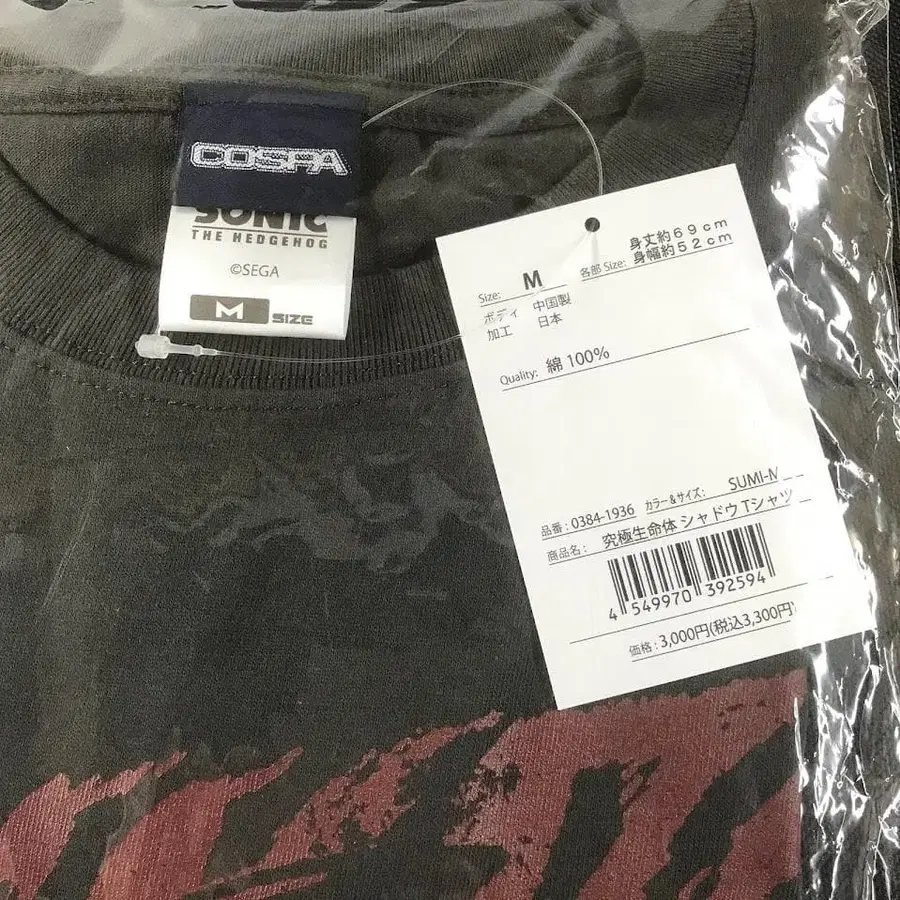 COSPA
SONIC
THE HEDGEHOG
©SEGA
M SIZE
Size: M 各部 Size: 身丈約69cm
身幅約52cm
ボディ 中国製
加工 日本
Quality: 綿 100%
品番: 0384-1936 カラー&サイズ: SUMI-M
商品名: 究極生命体 シャドウ Tシャツ
4 549970 392594
価格: 3,000円(税込3,300円)